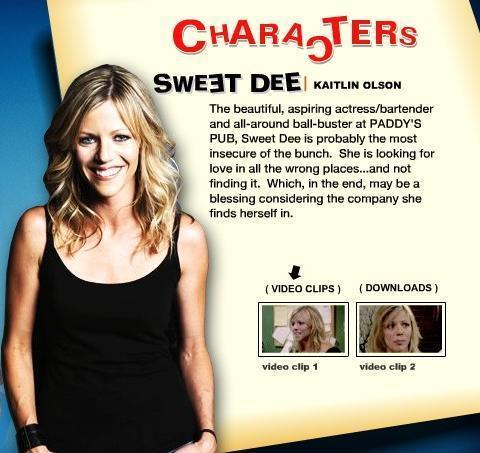 CHARACTERS
SWEET DEE | KAITLIN OLSON
The beautiful, aspiring actress/bartender
and all-around ball-buster at PADDY'S
PUB, Sweet Dee is probably the most
insecure of the bunch.  She is looking for
love in all the wrong places...and not
finding it.  Which, in the end, may be a
blessing considering the company she
finds herself in.
( VIDEO CLIPS ) ( DOWNLOADS )
video clip 1 video clip 2